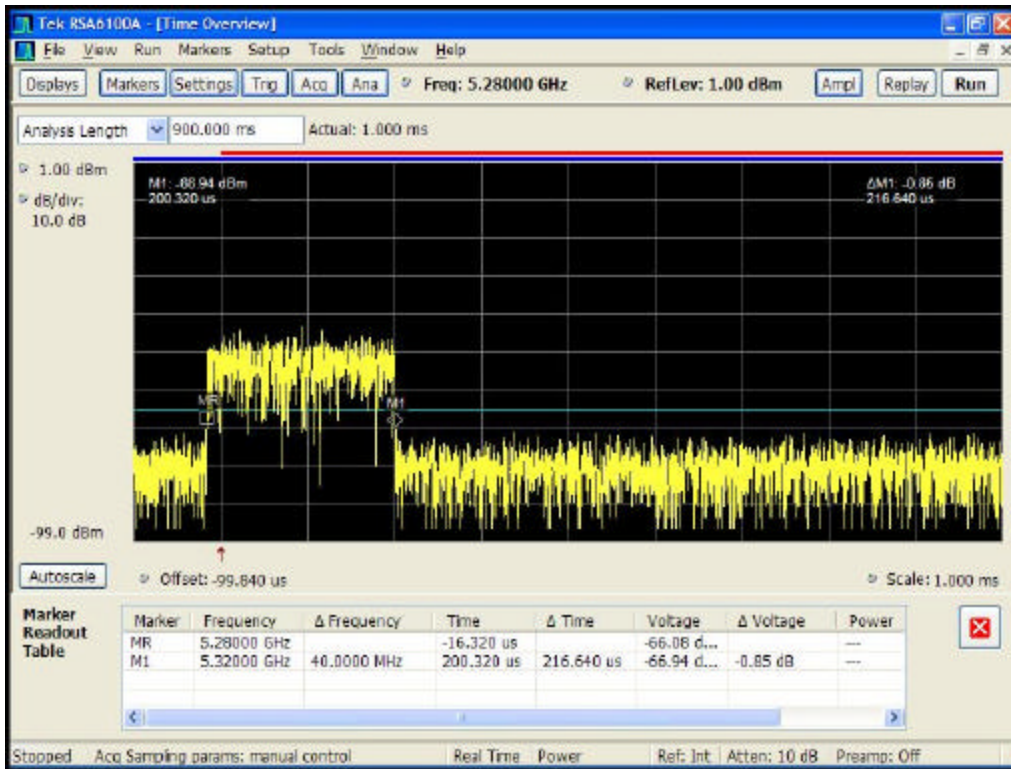 Tek RSA6100A - [Time Overview]
File View Run Markers Setup Tools Window Help
Displays Markers Settings Trig Acq Ana Freq: 5.28000 GHz RefLev: 1.00 dBm Ampl Replay Run
Analysis Length 900.000 ms Actual: 1.000 ms
1.00 dBm
dB/div:
10.0 dB
M1: -66.94 dBm
200.320 us
ΔM1: -0.86 dB
216.640 us
MR
M1
-99.0 dBm
Autoscale Offset: -99.840 us Scale: 1.000 ms
Marker
Readout
Table
Marker Frequency Δ Frequency Time Δ Time Voltage Δ Voltage Power
MR 5.28000 GHz -16.320 us -66.08 d... ---
M1 5.32000 GHz 40.0000 MHz 200.320 us 216.640 us -66.94 d... -0.85 dB ---
Stopped Acq Sampling params: manual control Real Time Power Ref: Int Atten: 10 dB Preamp: Off